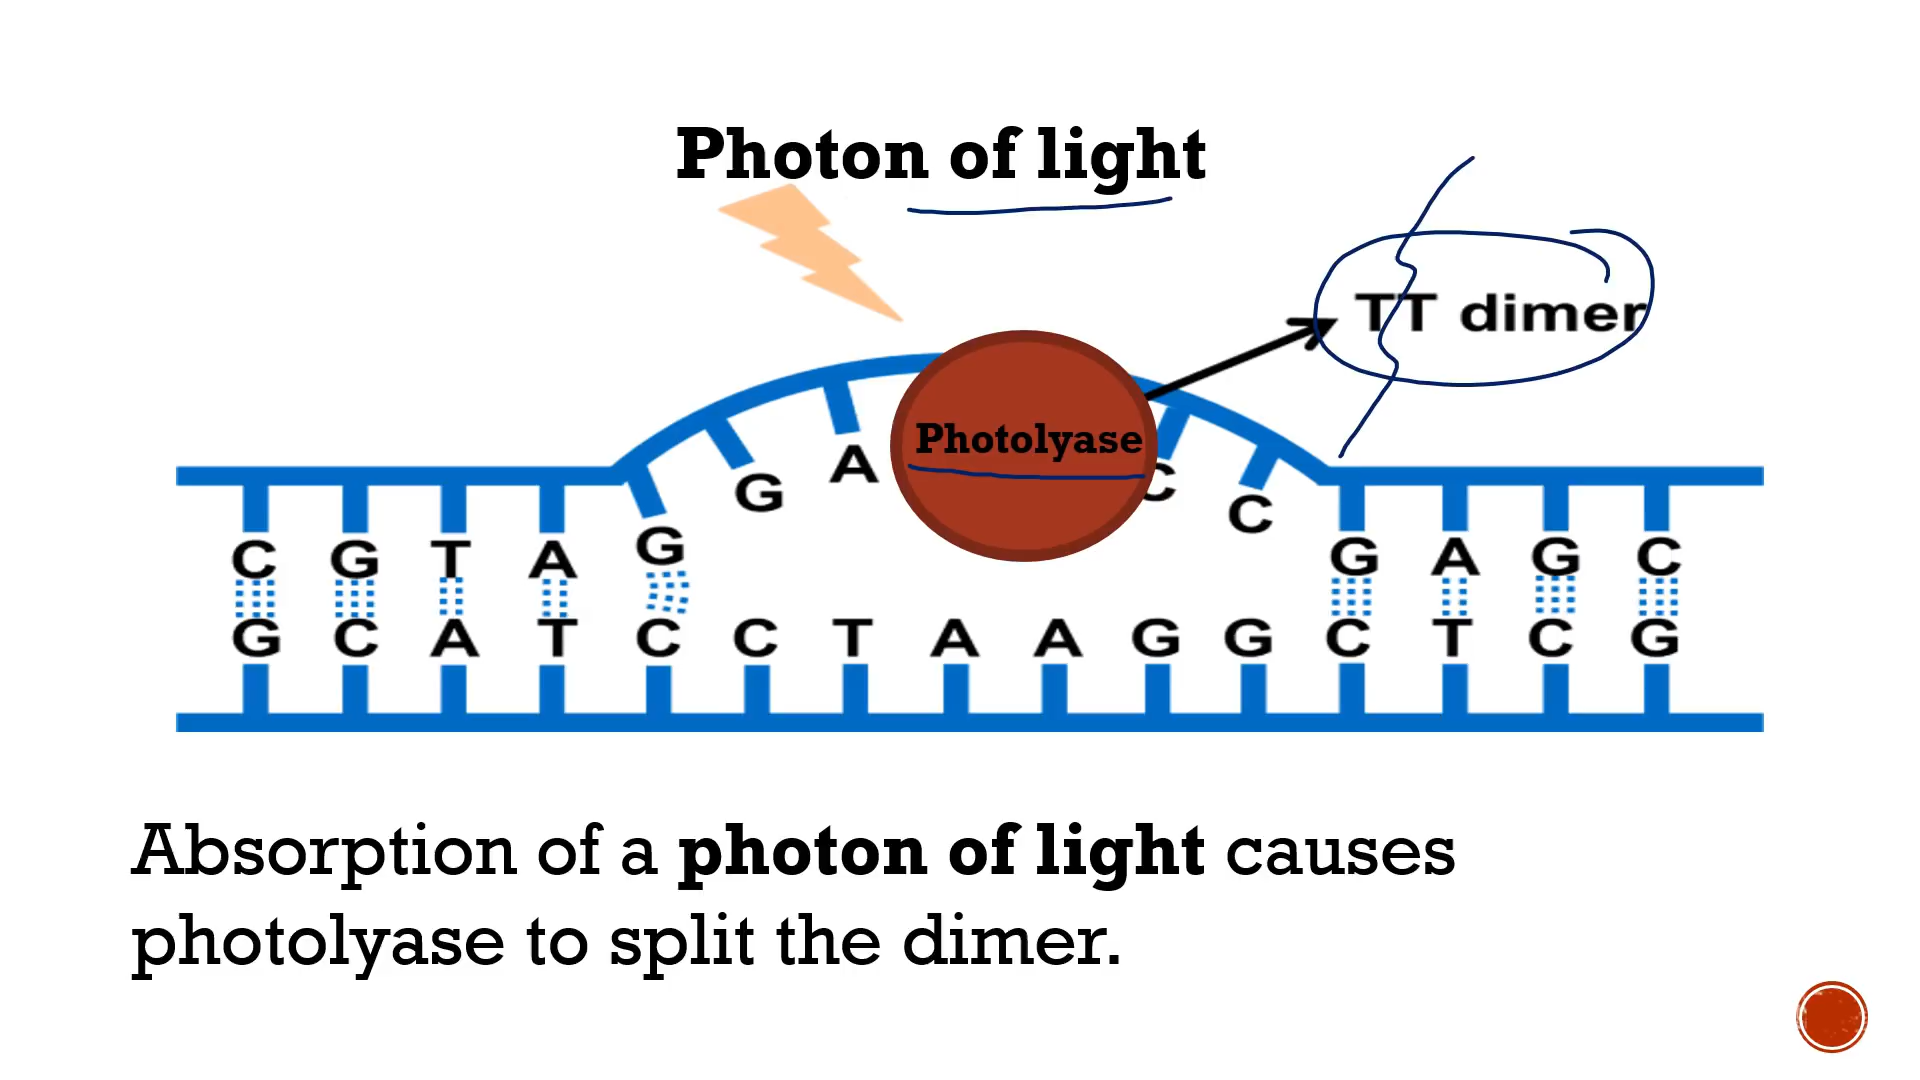 Photon of light
TT dimer
Photolyase
C G T A G G A C C G A G C
G C A T C C T A A G G C T C G
Absorption of a photon of light causes
photolyase to split the dimer.